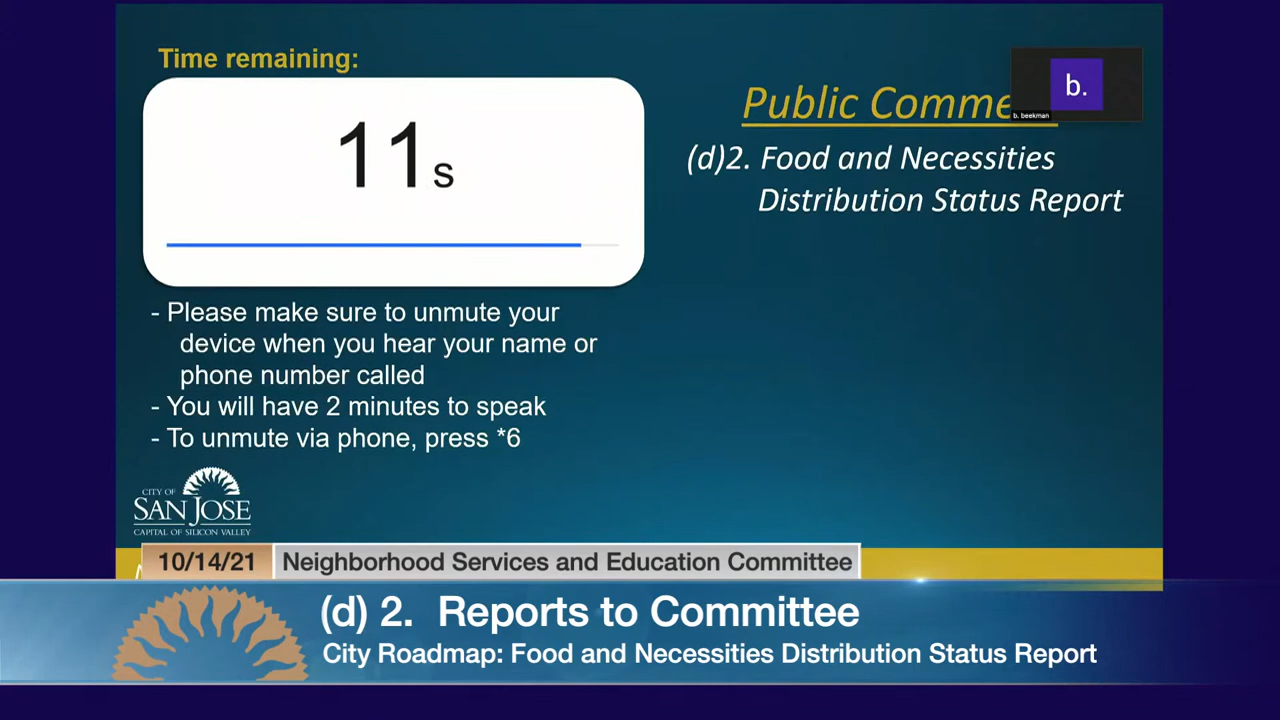 Time remaining:
11s
Public Comme
b.
b. beekman
(d)2. Food and Necessities
Distribution Status Report
- Please make sure to unmute your
device when you hear your name or
phone number called
- You will have 2 minutes to speak
- To unmute via phone, press *6
CITY OF
SAN JOSE
CAPITAL OF SILICON VALLEY
10/14/21
Neighborhood Services and Education Committee
(d) 2. Reports to Committee
City Roadmap: Food and Necessities Distribution Status Report